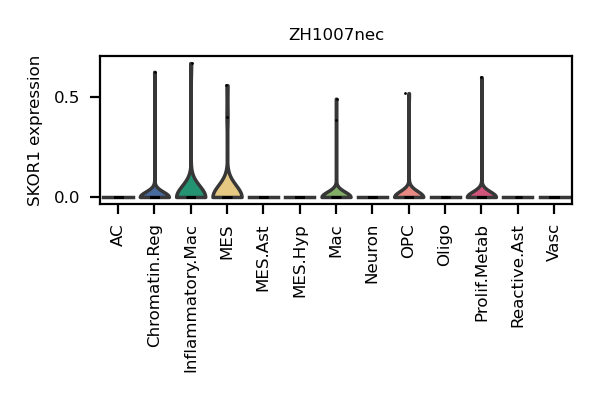 ZH1007nec
SKOR1 expression
0.5
0.0
AC
Chromatin.Reg
Inflammatory.Mac
MES
MES.Ast
MES.Hyp
Mac
Neuron
OPC
Oligo
Prolif.Metab
Reactive.Ast
Vasc